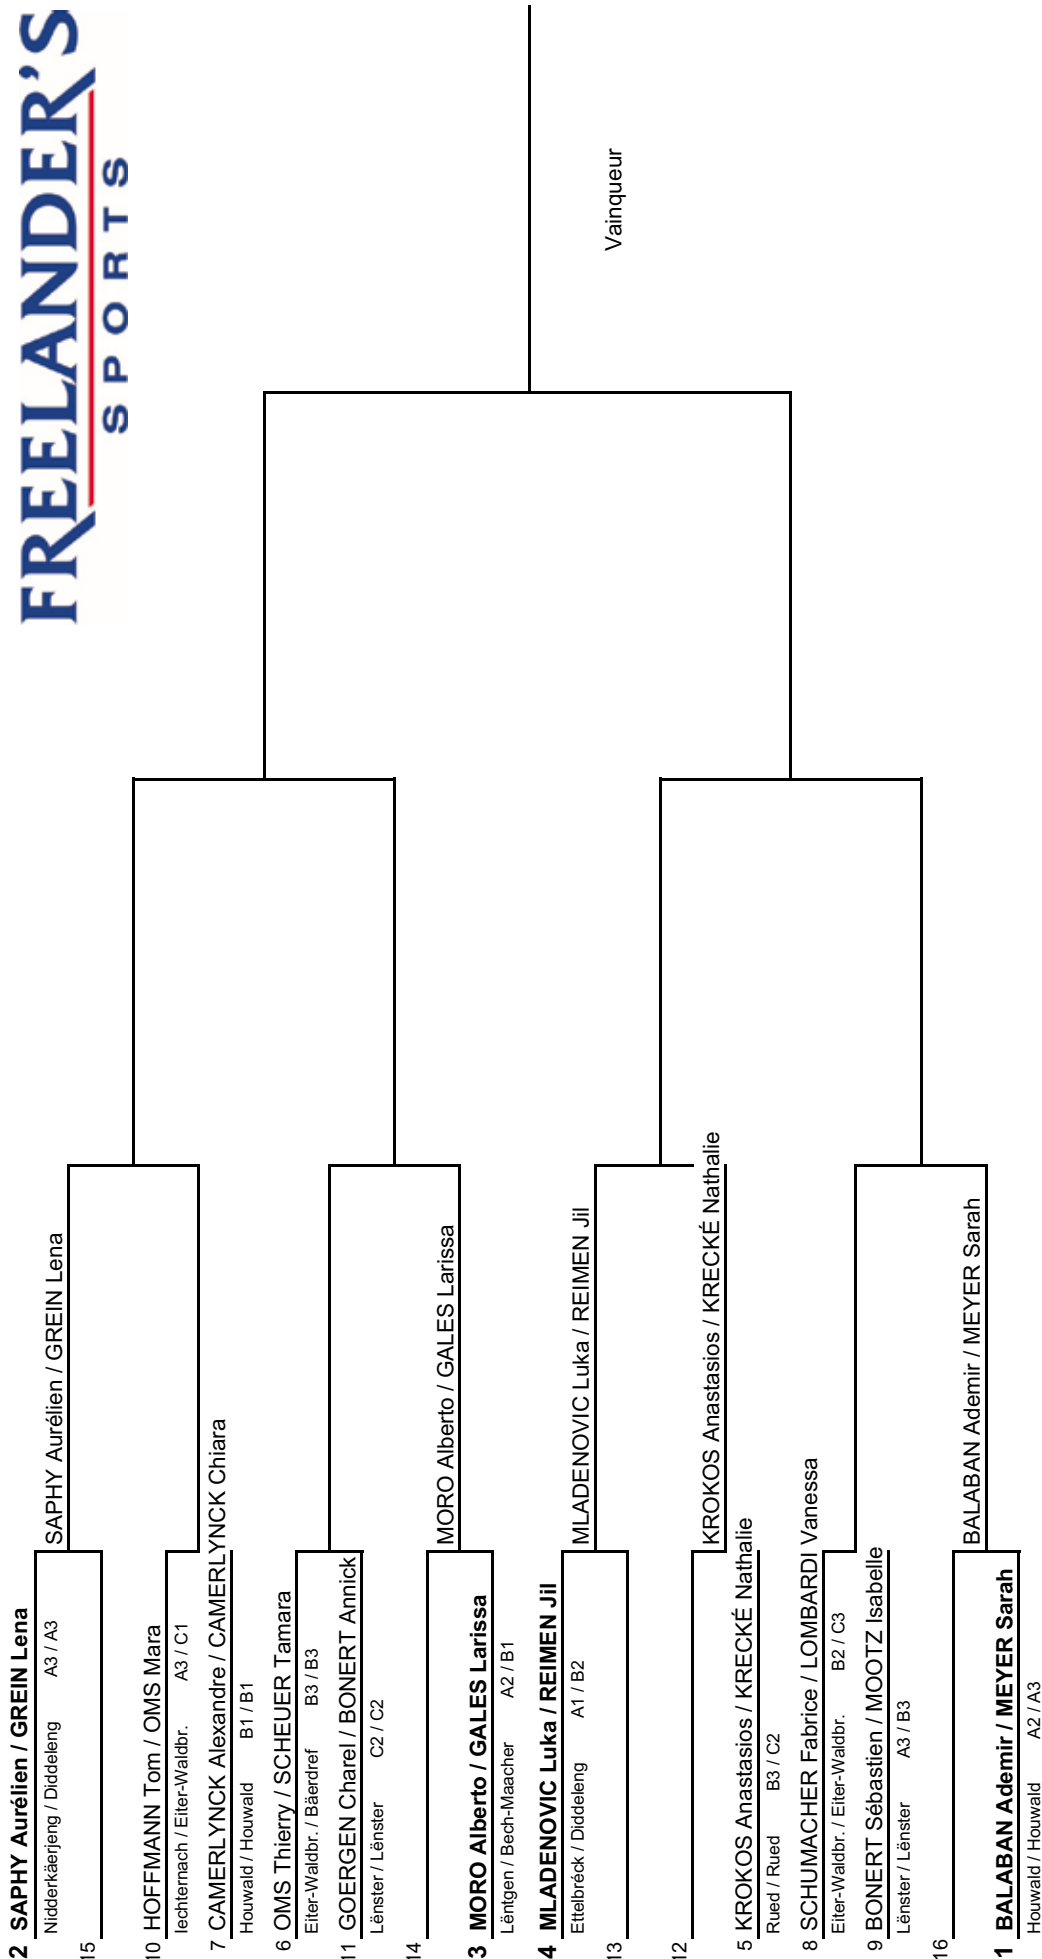 FREELANDER'S
SPORTS
2 SAPHY Aurélien / GREIN Lena
Nidderkäerjeng / Diddeleng A3 / A3
SAPHY Aurélien / GREIN Lena
15
10 HOFFMANN Tom / OMS Mara
Iechternach / Eiter-Waldbr. A3 / C1
7 CAMERLYNCK Alexandre / CAMERLYNCK Chiara
Houwald / Houwald B1 / B1
6 OMS Thierry / SCHEUER Tamara
Eiter-Waldbr. / Bäerdref B3 / B3
11 GOERGEN Charel / BONERT Annick
Lënster / Lënster C2 / C2
14
MORO Alberto / GALES Larissa
3 MORO Alberto / GALES Larissa
Lëntgen / Bech-Maacher A2 / B1
4 MLADENOVIC Luka / REIMEN Jil
Ettelbréck / Diddeleng A1 / B2
MLADENOVIC Luka / REIMEN Jil
13
Vainqueur
12
KROKOS Anastasios / KRECKÉ Nathalie
5 KROKOS Anastasios / KRECKÉ Nathalie
Rued / Rued B3 / C2
8 SCHUMACHER Fabrice / LOMBARDI Vanessa
Eiter-Waldbr. / Eiter-Waldbr. B2 / C3
9 BONERT Sébastien / MOOTZ Isabelle
Lënster / Lënster A3 / B3
16
BALABAN Ademir / MEYER Sarah
1 BALABAN Ademir / MEYER Sarah
Houwald / Houwald A2 / A3